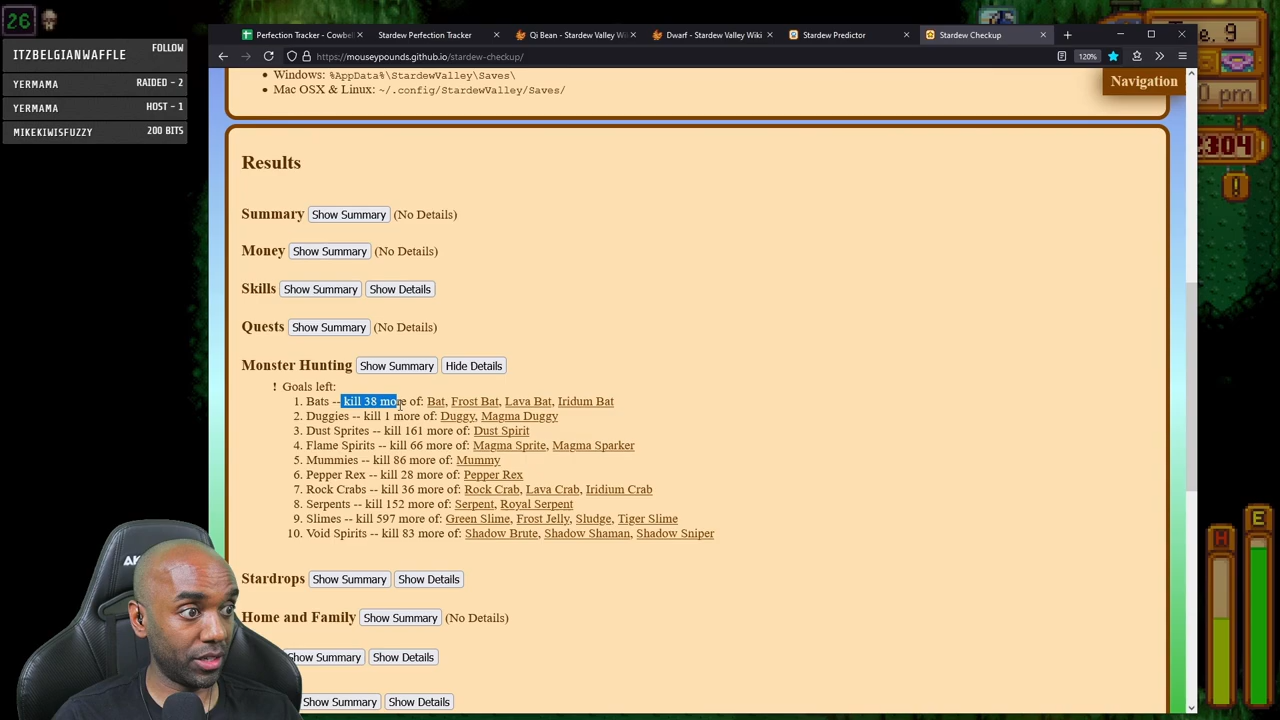 26
ITZBELGIANWAFFLE FOLLOW
YERMAMA RAIDED - 2
YERMAMA HOST - 1
MIKEKIWISFUZZY 200 BITS
Perfection Tracker - Cowbel
Stardew Perfection Tracker
Qi Bean - Stardew Valley Wi
Dwarf - Stardew Valley Wiki
Stardew Predictor
Stardew Checkup
https://mouseypounds.github.io/stardew-checkup/
120%
Navigation
• Windows: %AppData%\StardewValley\Saves\
• Mac OSX & Linux: ~/.config/StardewValley/Saves/
Results
Summary Show Summary (No Details)
Money Show Summary (No Details)
Skills Show Summary Show Details
Quests Show Summary (No Details)
Monster Hunting Show Summary Hide Details
! Goals left:
1. Bats -- kill 38 more of: Bat, Frost Bat, Lava Bat, Iridum Bat
2. Duggies -- kill 1 more of: Duggy, Magma Duggy
3. Dust Sprites -- kill 161 more of: Dust Spirit
4. Flame Spirits -- kill 66 more of: Magma Sprite, Magma Sparker
5. Mummies -- kill 86 more of: Mummy
6. Pepper Rex -- kill 28 more of: Pepper Rex
7. Rock Crabs -- kill 36 more of: Rock Crab, Lava Crab, Iridium Crab
8. Serpents -- kill 152 more of: Serpent, Royal Serpent
9. Slimes -- kill 597 more of: Green Slime, Frost Jelly, Sludge, Tiger Slime
10. Void Spirits -- kill 83 more of: Shadow Brute, Shadow Shaman, Shadow Sniper
Stardrops Show Summary Show Details
Home and Family Show Summary (No Details)
Show Summary Show Details
Show Summary Show Details
9
0 pm
2304
!
H
E
AK